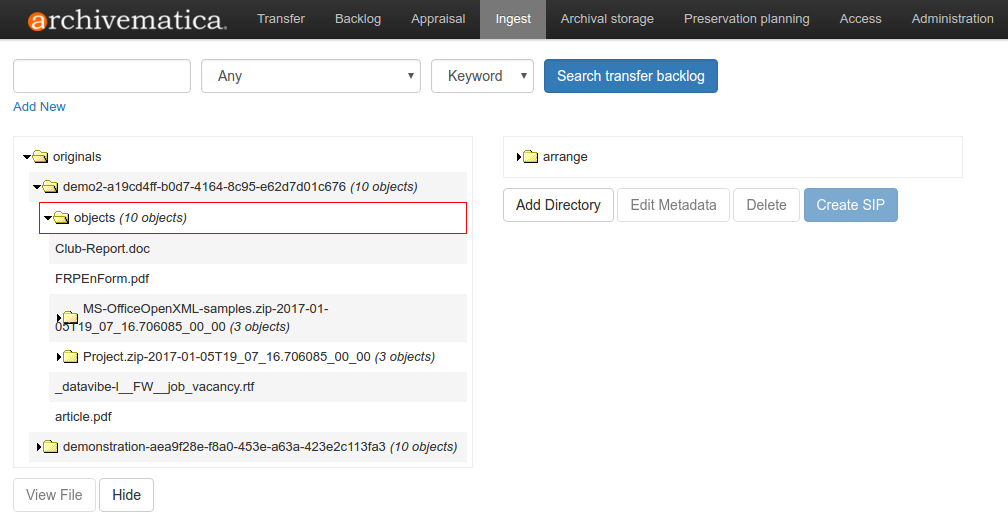 archivematica Transfer Backlog Appraisal Ingest Archival storage Preservation planning Access Administration
Any Keyword Search transfer backlog
Add New
originals
demo2-a19cd4ff-b0d7-4164-8c95-e62d7d01c676 (10 objects)
objects (10 objects)
Club-Report.doc
FRPEnForm.pdf
MS-OfficeOpenXML-samples.zip-2017-01-
05T19_07_16.706085_00_00 (3 objects)
Project.zip-2017-01-05T19_07_16.706085_00_00 (3 objects)
_datavibe-l__FW__job_vacancy.rtf
article.pdf
demonstration-aea9f28e-f8a0-453e-a63a-423e2c113fa3 (10 objects)
View File Hide
arrange
Add Directory Edit Metadata Delete Create SIP